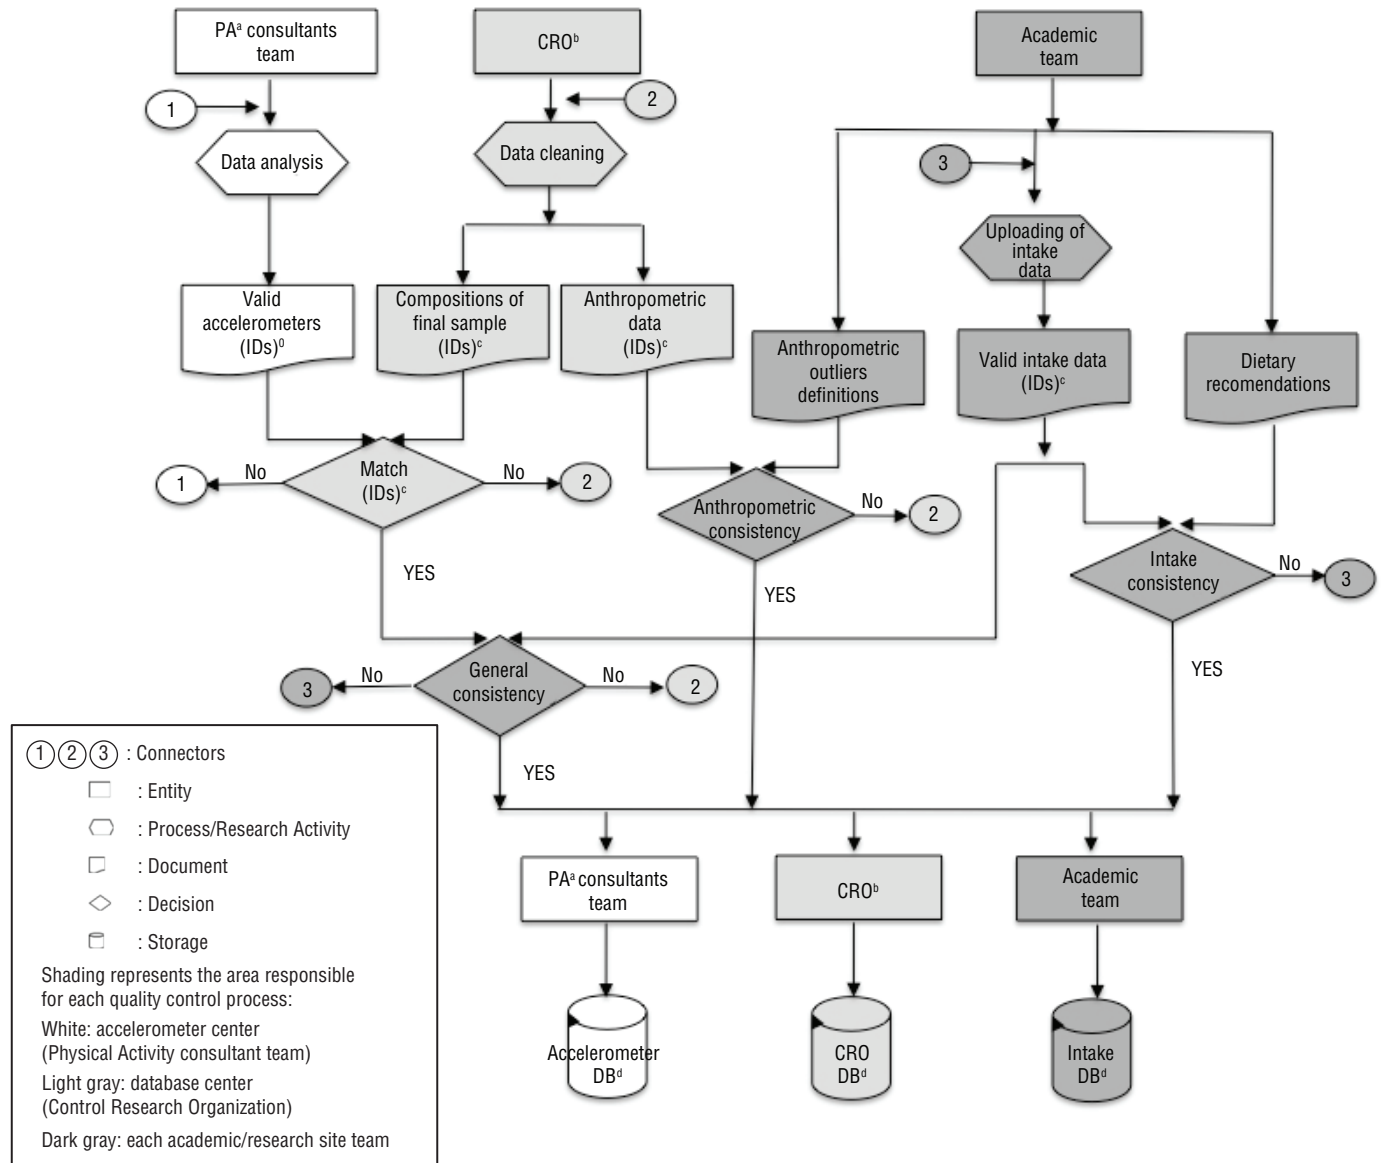 PAᵃ consultants
team
CROᵇ
Academic
team
1
2
3
Data analysis
Data cleaning
Uploading of
intake
data
Valid
accelerometers
(IDs)⁰
Compositions of
final sample
(IDs)ᶜ
Anthropometric
data
(IDs)ᶜ
Anthropometric
outliers
definitions
Valid intake data
(IDs)ᶜ
Dietary
recomendations
1
No
Match
(IDs)ᶜ
No
2
Anthropometric
consistency
No
2
Intake
consistency
No
3
YES
YES
YES
3
No
General
consistency
No
2
YES
1 2 3 : Connectors
: Entity
: Process/Research Activity
: Document
: Decision
: Storage
Shading represents the area responsible
for each quality control process:
White: accelerometer center
(Physical Activity consultant team)
Light gray: database center
(Control Research Organization)
Dark gray: each academic/research site team
PAᵃ consultants
team
CROᵇ
Academic
team
Accelerometer
DBᵈ
CRO
DBᵈ
Intake
DBᵈ